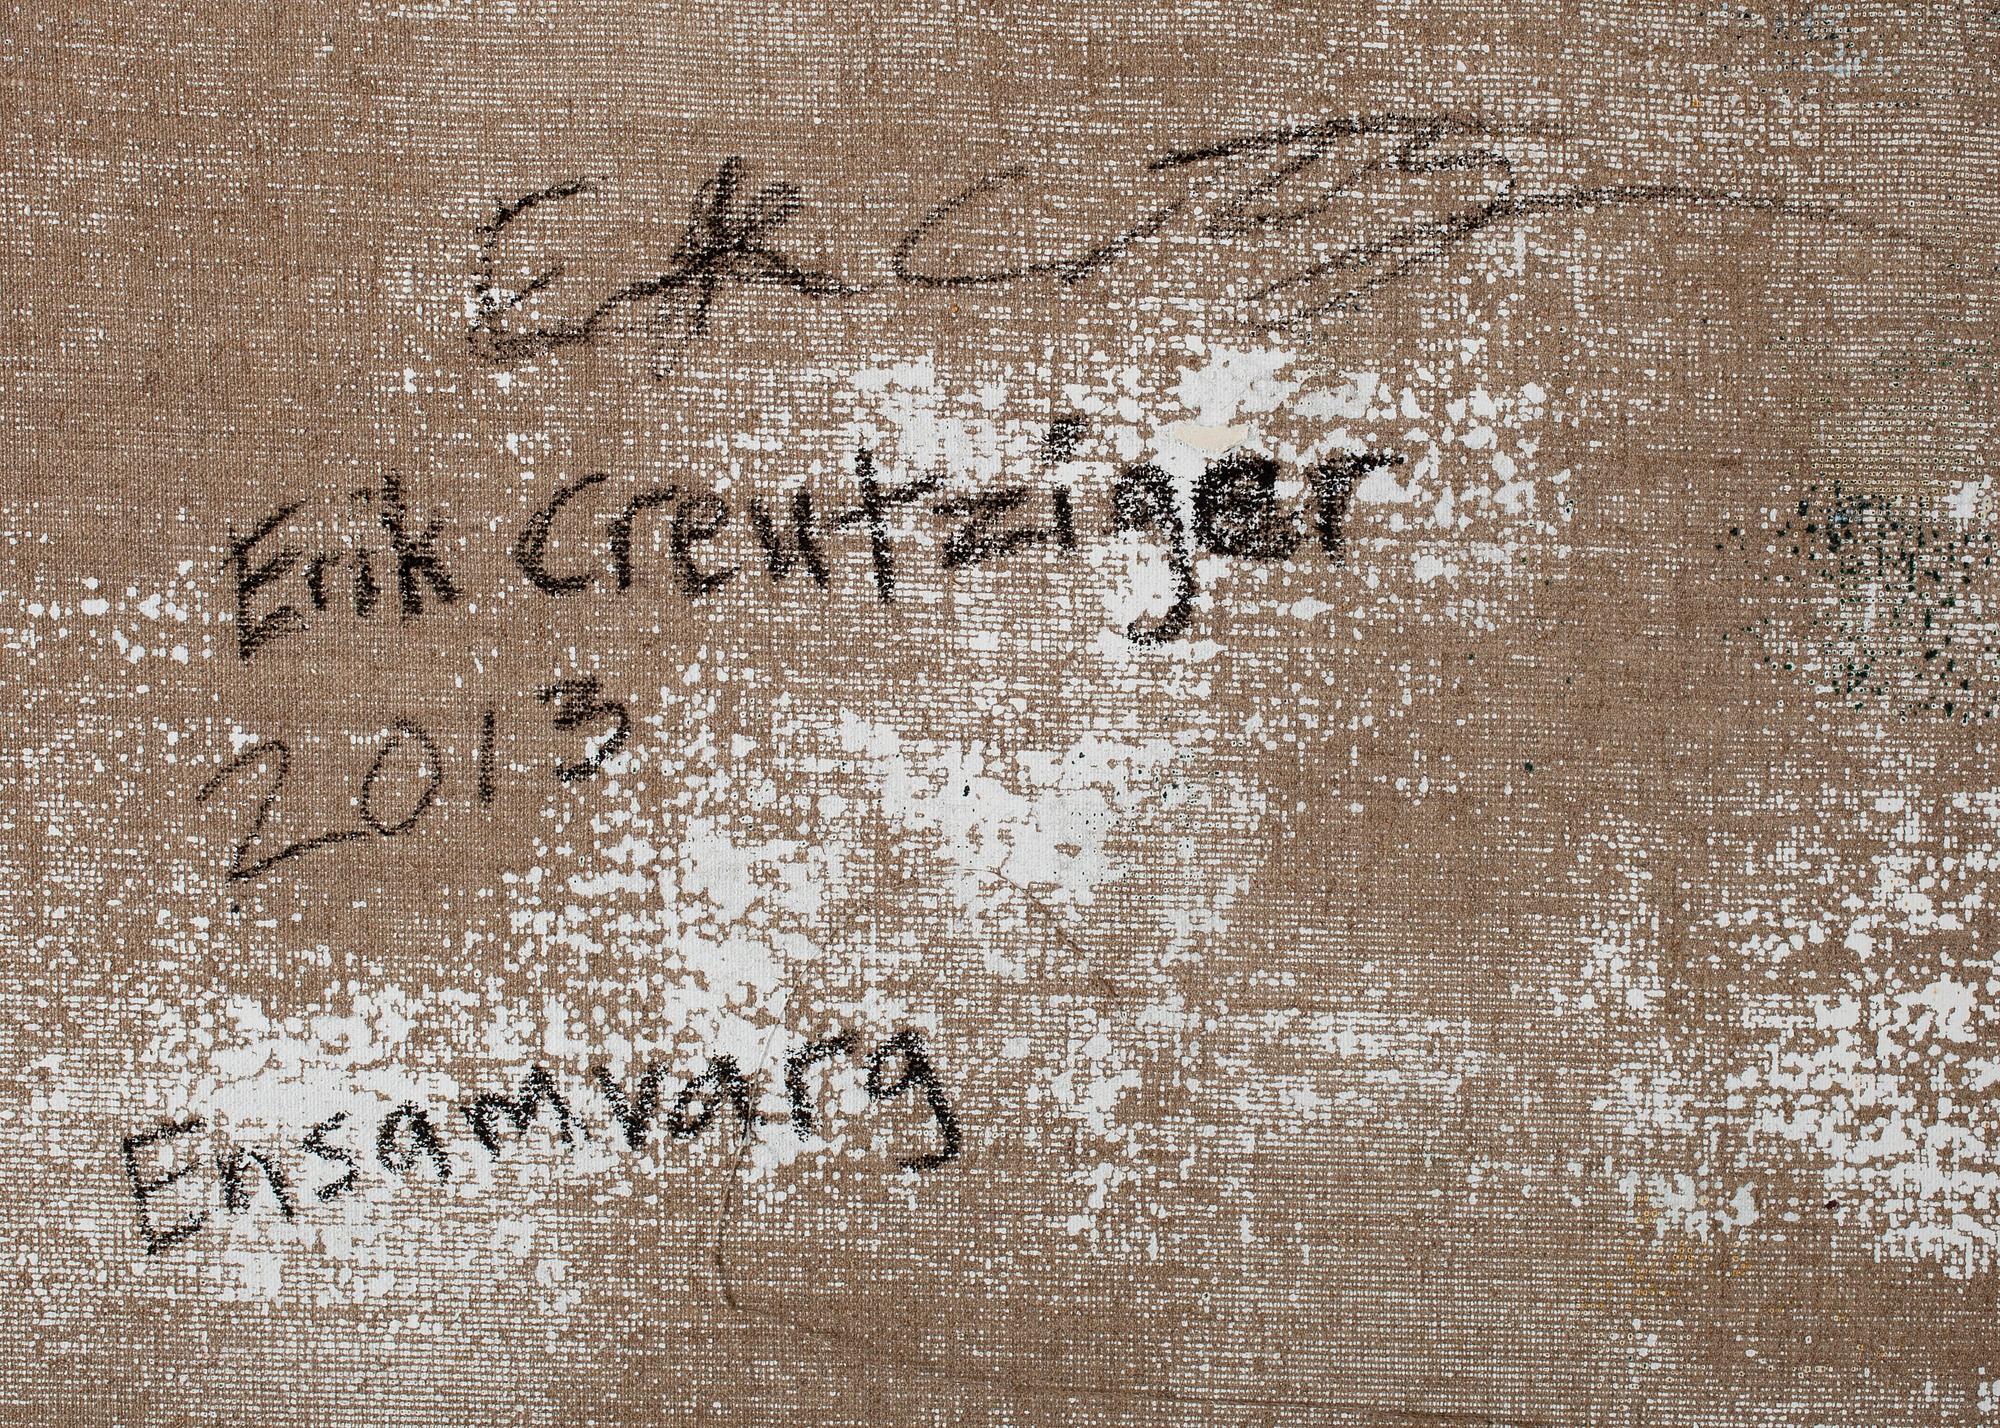 Erik Creutziger
2013
Ensamvarg